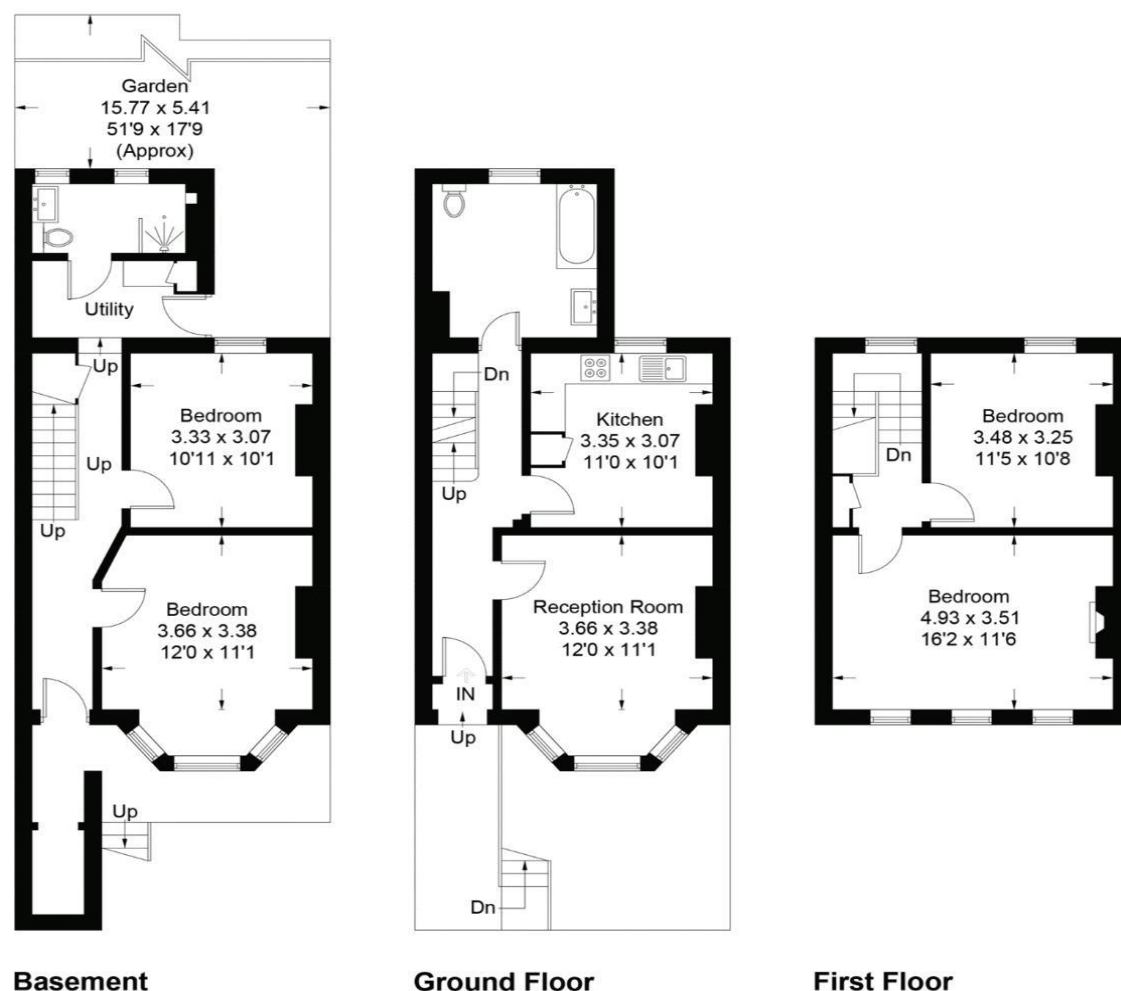 Garden
15.77 x 5.41
51'9 x 17'9
(Approx)
Utility
Up
Bedroom
3.33 x 3.07
10'11 x 10'1
Up
Up
Bedroom
3.66 x 3.38
12'0 x 11'1
Up
Basement
Dn
Kitchen
3.35 x 3.07
11'0 x 10'1
Up
Reception Room
3.66 x 3.38
12'0 x 11'1
IN
Up
Dn
Ground Floor
Dn
Bedroom
3.48 x 3.25
11'5 x 10'8
Bedroom
4.93 x 3.51
16'2 x 11'6
First Floor